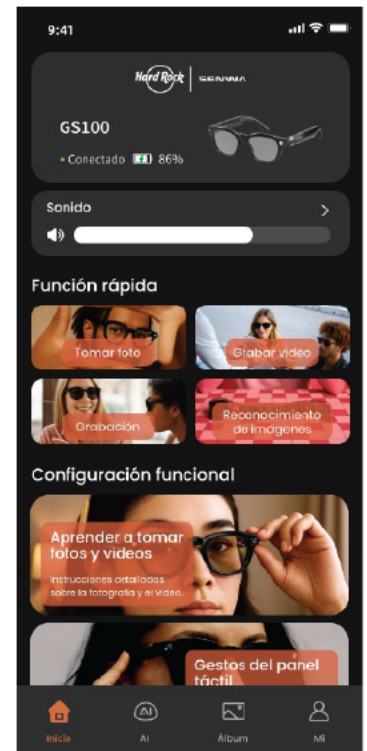 9:41
Hard Rock | SENWA
GS100
Conectado 86%
Sonido
Función rápida
Tomar foto
Grabar video
Grabación
Reconocimiento
de imágenes
Configuración funcional
Aprender a tomar
fotos y videos
Instrucciones detalladas
sobre la fotografía y el video.
Gestos del panel
táctil
Inicio
AI
AI
Álbum
Mi